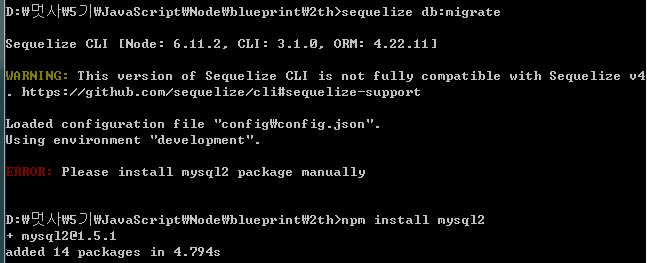 D:₩멋사₩5기₩JavaScript₩Node₩blueprint₩2th>sequelize db:migrate
Sequelize CLI [Node: 6.11.2, CLI: 3.1.0, ORM: 4.22.11]
WARNING: This version of Sequelize CLI is not fully compatible with Sequelize v4
. https://github.com/sequelize/cli#sequelize-support
Loaded configuration file "config₩config.json".
Using environment "development".
ERROR: Please install mysql2 package manually
D:₩멋사₩5기₩JavaScript₩Node₩blueprint₩2th>npm install mysql2
+ mysql2@1.5.1
added 14 packages in 4.794s